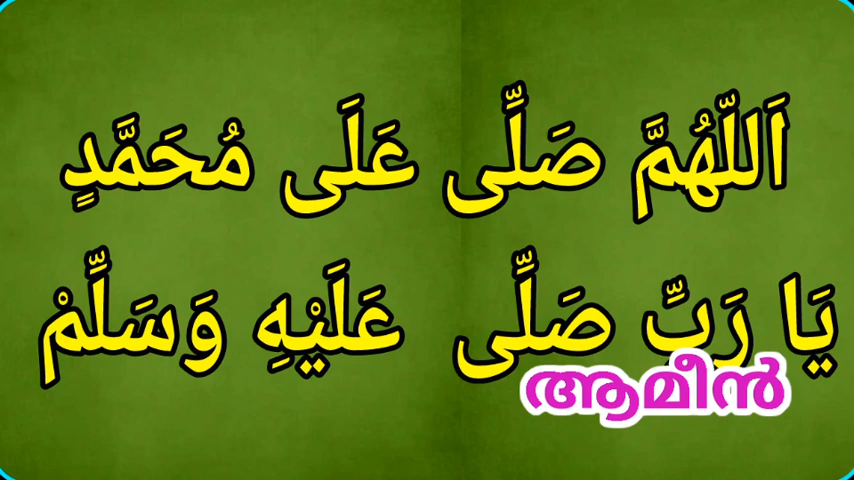 اَللّٰهُمَّ صَلِّى عَلَى مُحَمَّدٍ
يَا رَبِّ صَلِّى عَلَيْهِ وَسَلِّمْ
ആമീൻ